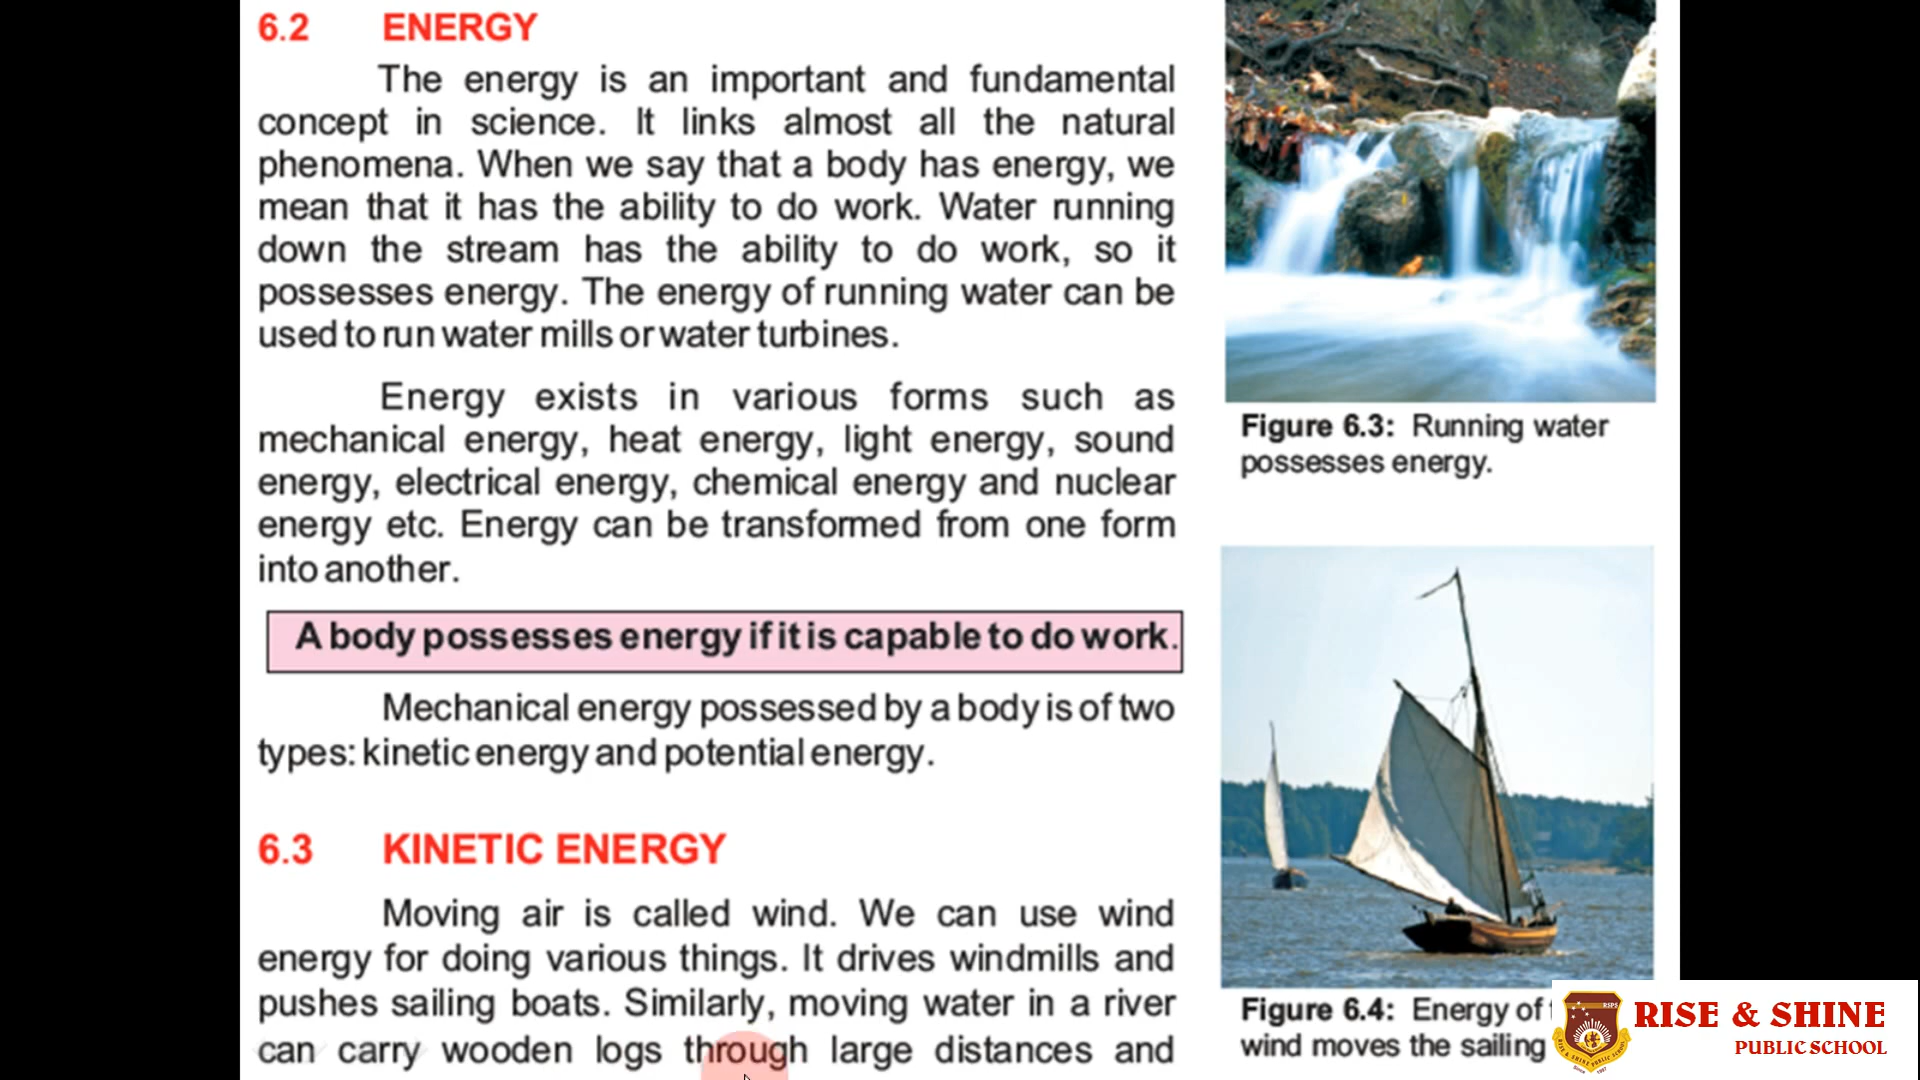 6.2 ENERGY
The energy is an important and fundamental
concept in science. It links almost all the natural
phenomena. When we say that a body has energy, we
mean that it has the ability to do work. Water running
down the stream has the ability to do work, so it
possesses energy. The energy of running water can be
used to run water mills or water turbines.
Energy exists in various forms such as
mechanical energy, heat energy, light energy, sound
energy, electrical energy, chemical energy and nuclear
energy etc. Energy can be transformed from one form
into another.
A body possesses energy if it is capable to do work.
Mechanical energy possessed by a body is of two
types: kinetic energy and potential energy.
6.3 KINETIC ENERGY
Moving air is called wind. We can use wind
energy for doing various things. It drives windmills and
pushes sailing boats. Similarly, moving water in a river
can carry wooden logs through large distances and
Figure 6.3: Running water
possesses energy.
Figure 6.4: Energy of
wind moves the sailing
RSPS
RISE & SHINE
PUBLIC SCHOOL